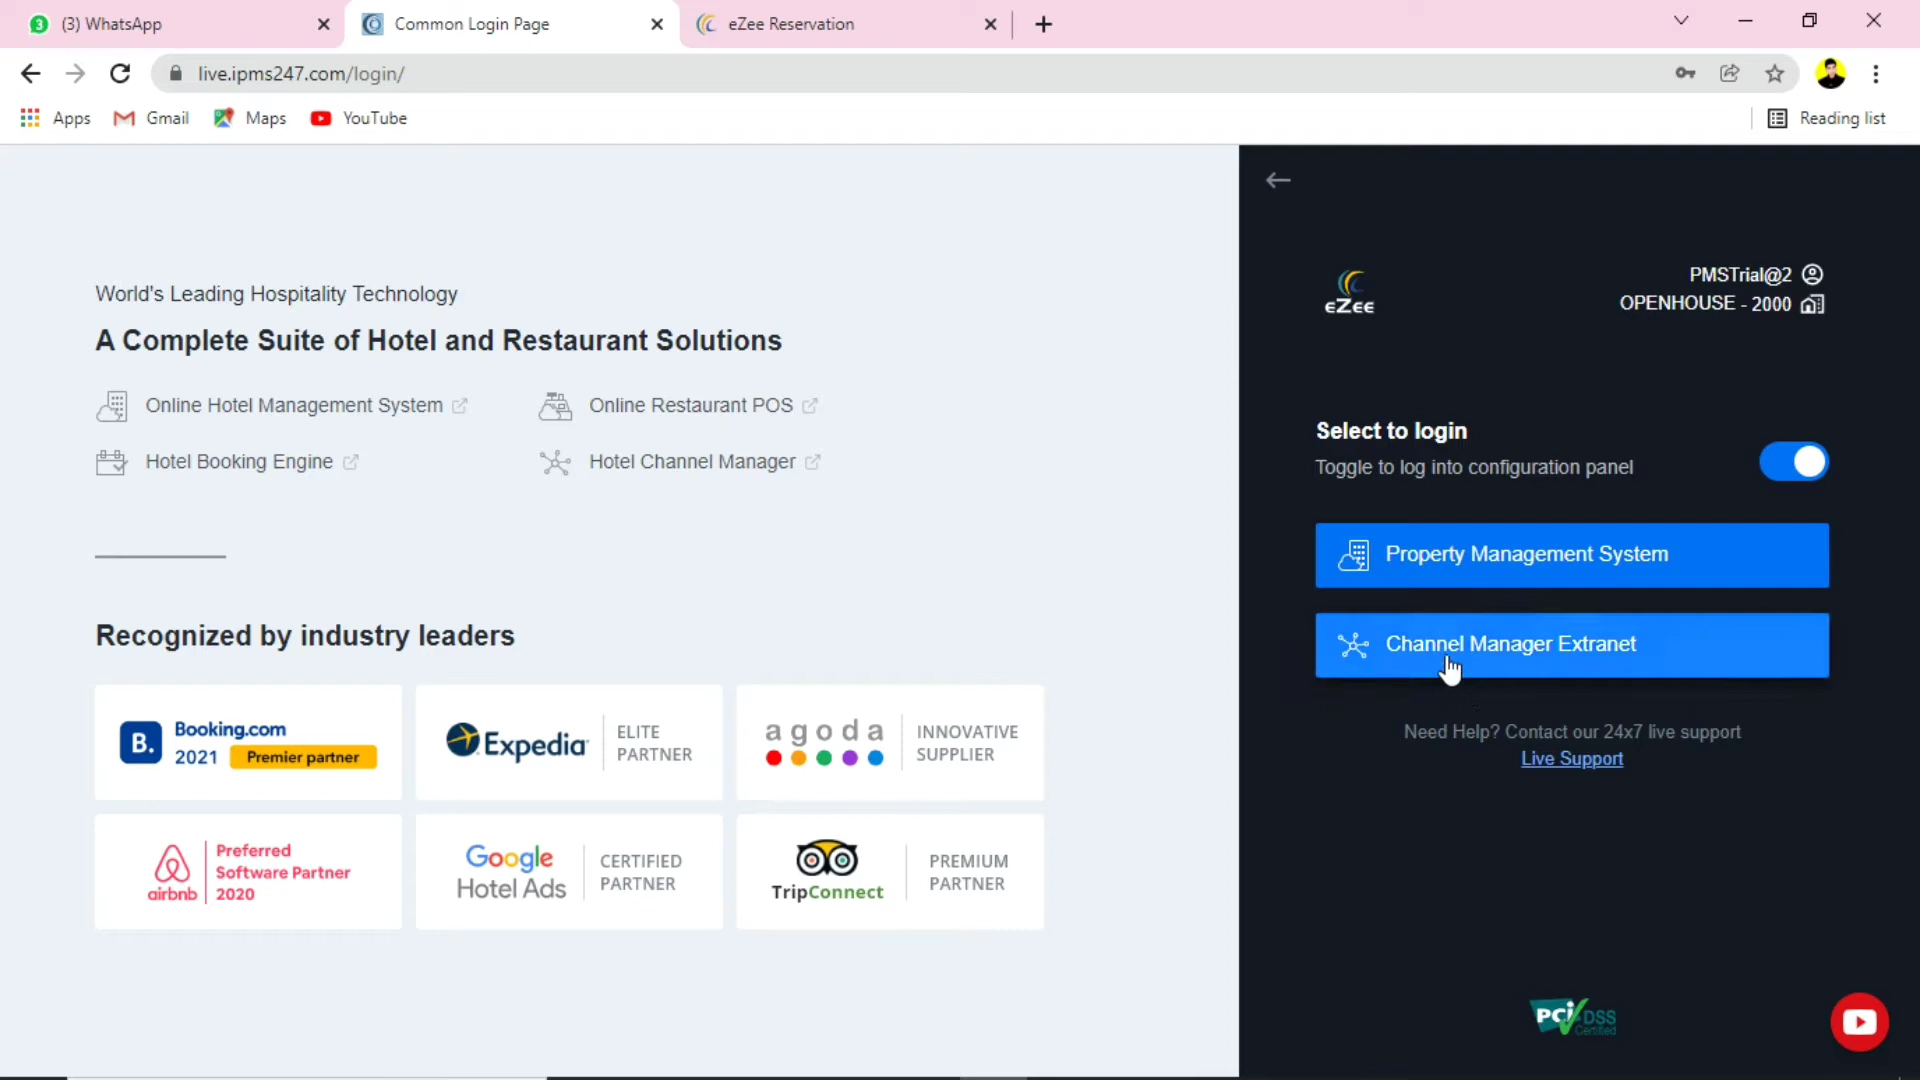 3 (3) WhatsApp
Common Login Page
eZee Reservation
live.ipms247.com/login/
Apps
Gmail
Maps
YouTube
Reading list
World's Leading Hospitality Technology
A Complete Suite of Hotel and Restaurant Solutions
Online Hotel Management System
Online Restaurant POS
Hotel Booking Engine
Hotel Channel Manager
Recognized by industry leaders
B. Booking.com
2021 Premier partner
Expedia
ELITE
PARTNER
agoda
INNOVATIVE
SUPPLIER
airbnb
Preferred
Software Partner
2020
Google
Hotel Ads
CERTIFIED
PARTNER
TripConnect
PREMIUM
PARTNER
eZee
PMSTrial@2
OPENHOUSE - 2000
Select to login
Toggle to log into configuration panel
Property Management System
Channel Manager Extranet
Need Help? Contact our 24x7 live support
Live Support
PCI DSS
Certified